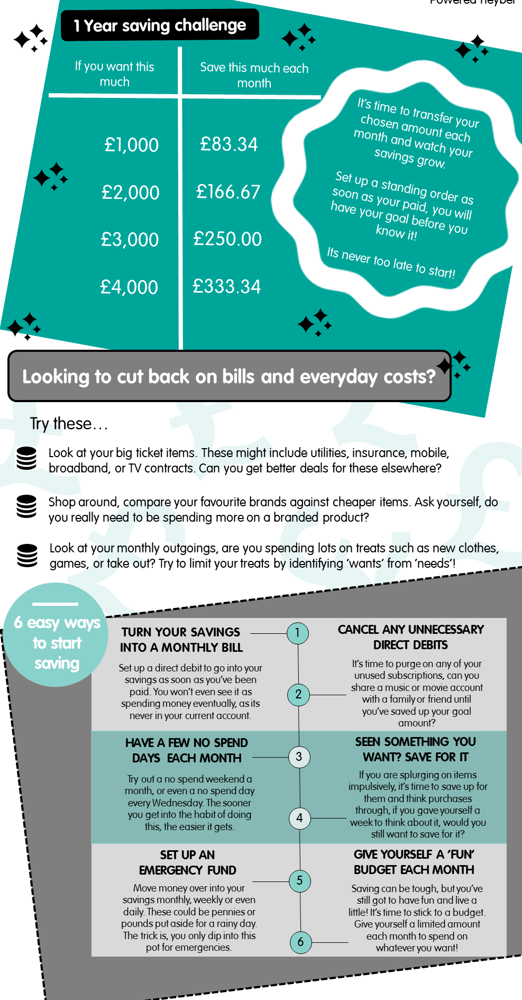 Powered Neyber
1 Year saving challenge
If you want this
much
Save this much each
month
£1,000
£83.34
£2,000
£166.67
£3,000
£250.00
£4,000
£333.34
It's time to transfer your
chosen amount each
month and watch your
savings grow.
Set up a standing order as
soon as your paid, you will
have your goal before you
know it!
Its never too late to start!
Looking to cut back on bills and everyday costs?
Try these...
Look at your big ticket items. These might include utilities, insurance, mobile,
broadband, or TV contracts. Can you get better deals for these elsewhere?
Shop around, compare your favourite brands against cheaper items. Ask yourself, do
you really need to be spending more on a branded product?
Look at your monthly outgoings, are you spending lots on treats such as new clothes,
games, or take out? Try to limit your treats by identifying 'wants' from 'needs'!
6 easy ways
to start
saving
1
TURN YOUR SAVINGS
INTO A MONTHLY BILL
Set up a direct debit to go into your
savings as soon as you've been
paid. You won't even see it as
spending money eventually, as its
never in your current account.
2
CANCEL ANY UNNECESSARY
DIRECT DEBITS
It's time to purge on any of your
unused subscriptions, can you
share a music or movie account
with a family or friend until
you've saved up your goal
amount?
3
HAVE A FEW NO SPEND
DAYS EACH MONTH
Try out a no spend weekend a
month, or even a no spend day
every Wednesday. The sooner
you get into the habit of doing
this, the easier it gets.
4
SEEN SOMETHING YOU
WANT? SAVE FOR IT
If you are splurging on items
impulsively, it's time to save up for
them and think purchases
through, if you gave yourself a
week to think about it, would you
still want to save for it?
5
SET UP AN
EMERGENCY FUND
Move money over into your
savings monthly, weekly or even
daily. These could be pennies or
pounds put aside for a rainy day.
The trick is, you only dip into this
pot for emergencies.
6
GIVE YOURSELF A 'FUN'
BUDGET EACH MONTH
Saving can be tough, but you've
still got to have fun and live a
little! It's time to stick to a budget.
Give yourself a limited amount
each month to spend on
whatever you want!